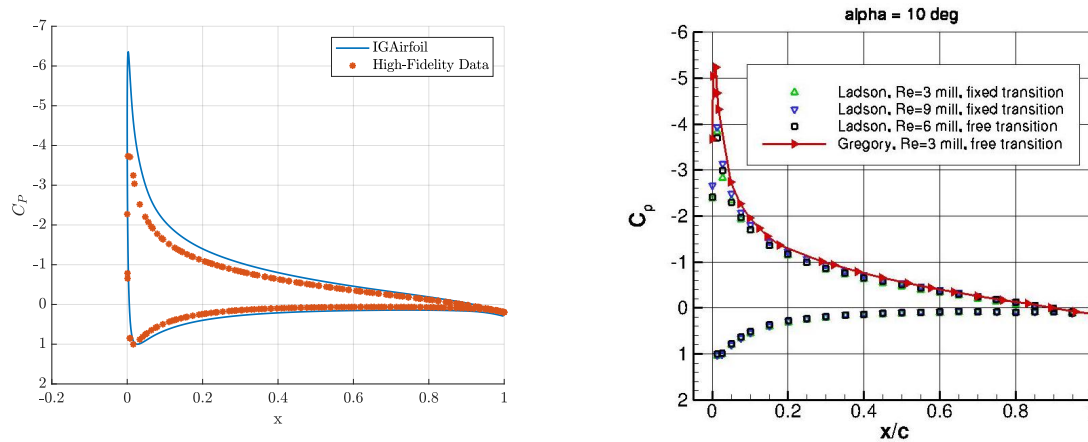 -7
-6
-5
-4
-3
-2
-1
0
1
2
-0.2
0
0.2
0.4
0.6
0.8
1
C_P
x
IGAirfoil
High-Fidelity Data
alpha = 10 deg
-6
-5
-4
-3
-2
-1
0
1
2
0
0.2
0.4
0.6
0.8
C_p
x/c
Ladson, Re=3 mill, fixed transition
Ladson, Re=9 mill, fixed transition
Ladson, Re=6 mill, free transition
Gregory, Re=3 mill, free transition